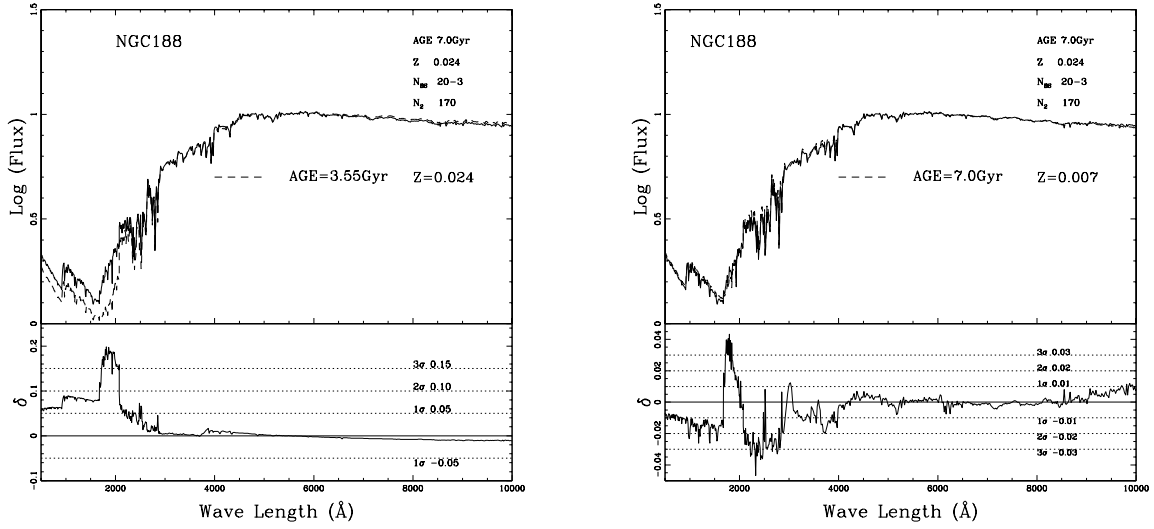 NGC188
AGE 7.0Gyr
Z 0.024
N_BS 20-3
N_2 170
AGE=3.55Gyr Z=0.024
Log (Flux)
1.5
1
0.5
0
3σ 0.15
2σ 0.10
1σ 0.05
1σ -0.05
δ
0.2
0.1
0
-0.1
2000 4000 6000 8000 10000
Wave Length (Å)
NGC188
AGE 7.0Gyr
Z 0.024
N_BS 20-3
N_2 170
AGE=7.0Gyr Z=0.007
Log (Flux)
1.5
1
0.5
0
3σ 0.03
2σ 0.02
1σ 0.01
1σ -0.01
2σ -0.02
3σ -0.03
δ
0.04
0.02
0
-0.02
-0.04
2000 4000 6000 8000 10000
Wave Length (Å)